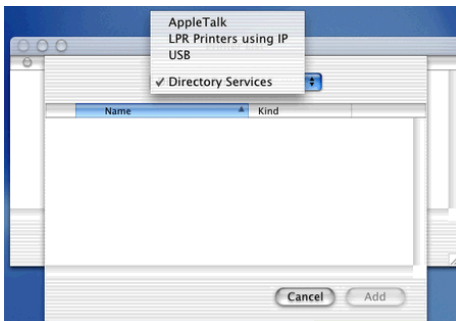 AppleTalk
LPR Printers using IP
USB
✓ Directory Services
Name Kind
Cancel Add